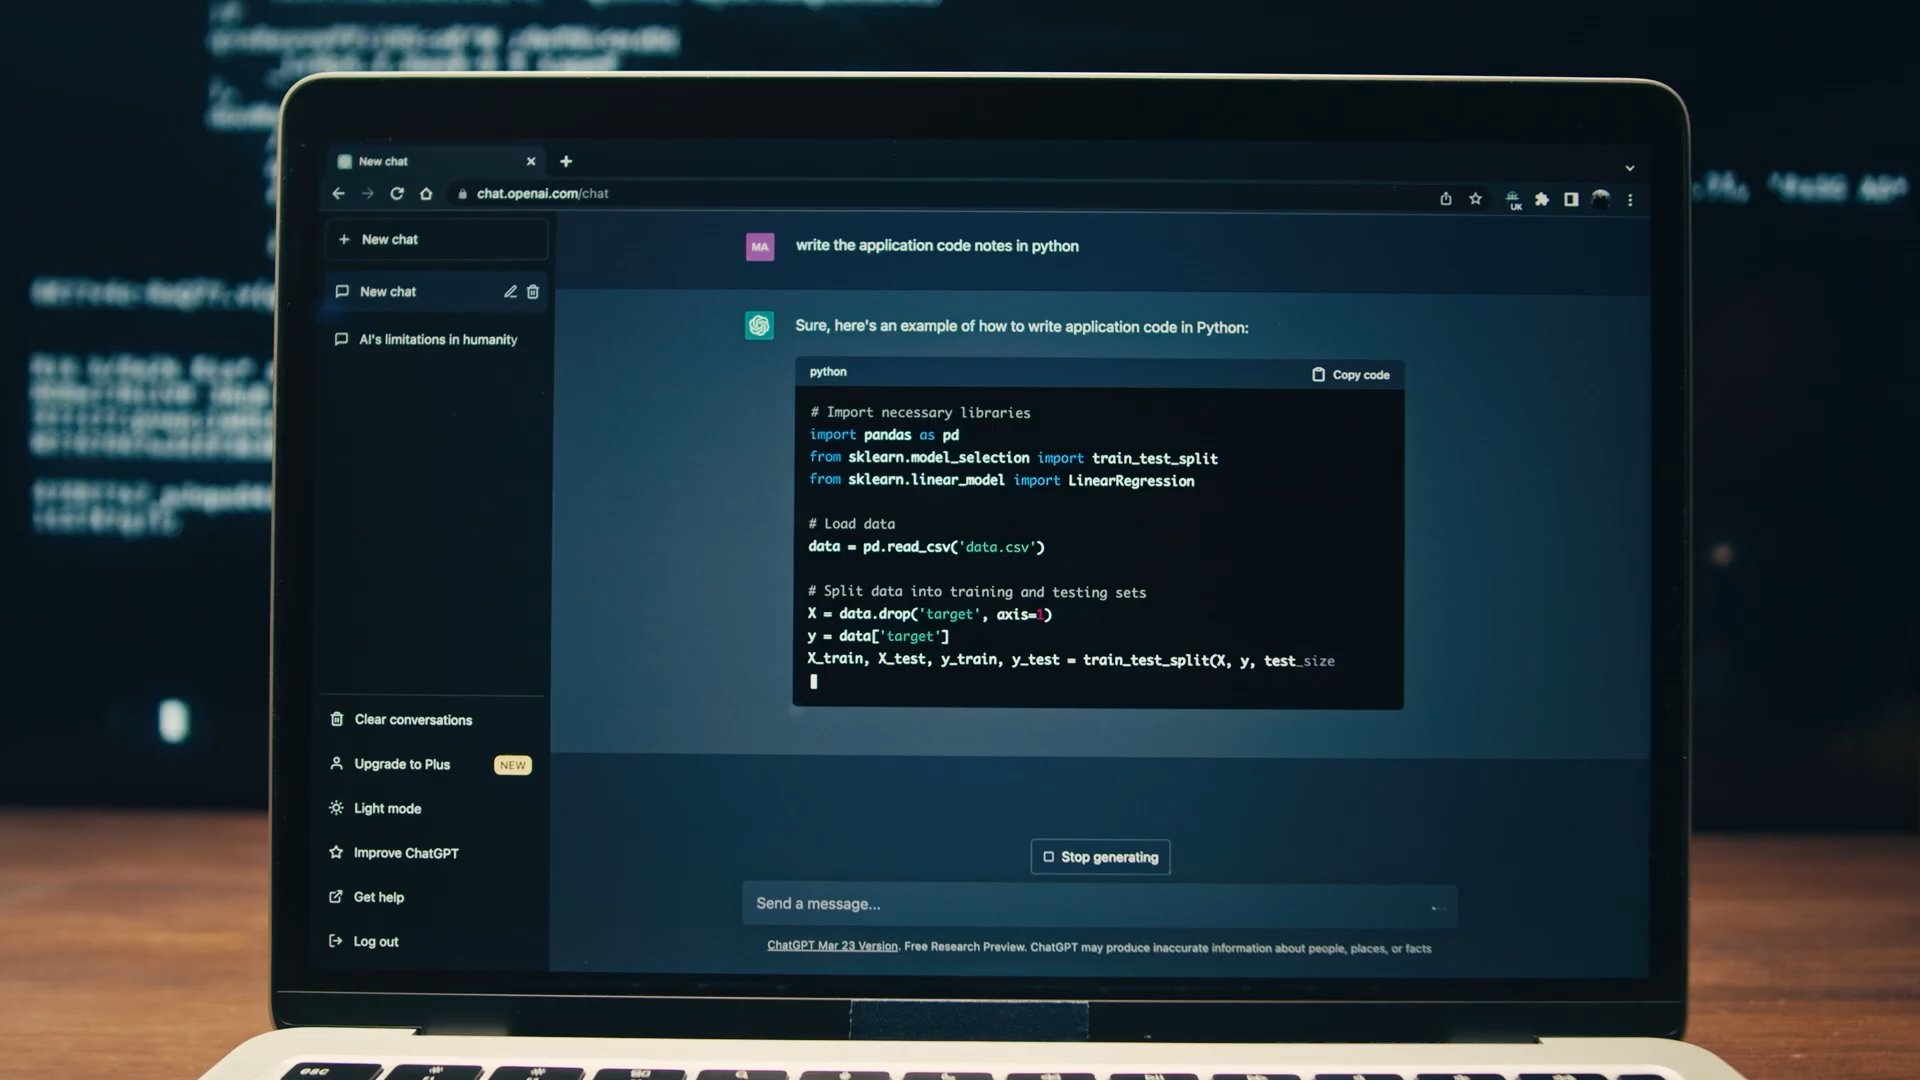 New chat
chat.openai.com/chat
UK
New chat
New chat
AI's limitations in humanity
Clear conversations
Upgrade to Plus
NEW
Light mode
Improve ChatGPT
Get help
Log out
MA
write the application code notes in python
Sure, here's an example of how to write application code in Python:
python
Copy code
# Import necessary libraries
import pandas as pd
from sklearn.model_selection import train_test_split
from sklearn.linear_model import LinearRegression
# Load data
data = pd.read_csv('data.csv')
# Split data into training and testing sets
X = data.drop('target', axis=1)
y = data['target']
X_train, X_test, y_train, y_test = train_test_split(X, y, test_size
Stop generating
Send a message...
ChatGPT Mar 23 Version. Free Research Preview. ChatGPT may produce inaccurate information about people, places, or facts
esc